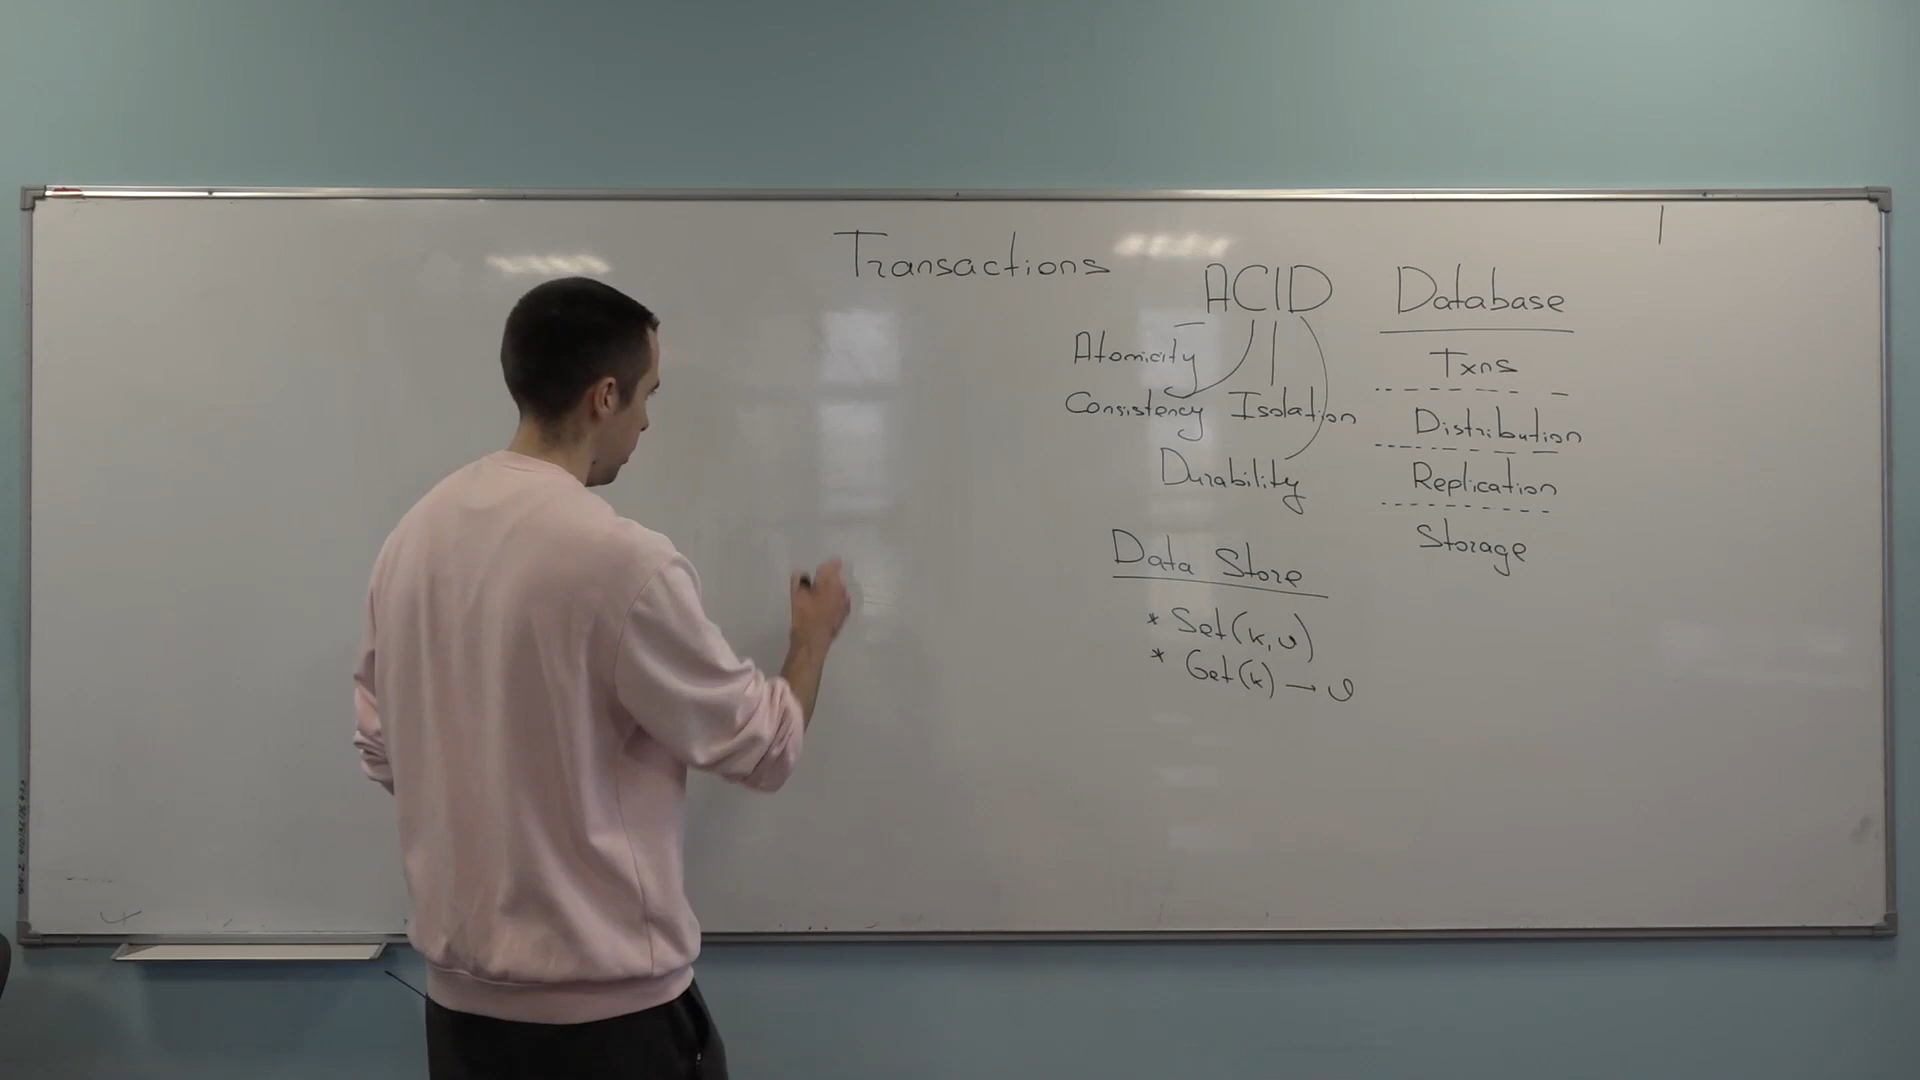 Transactions
ACID
Atomicity
Consistency Isolation
Durability
Data Store
* Set(k, v)
* Get(k) → v
Database
Txns
Distribution
Replication
Storage